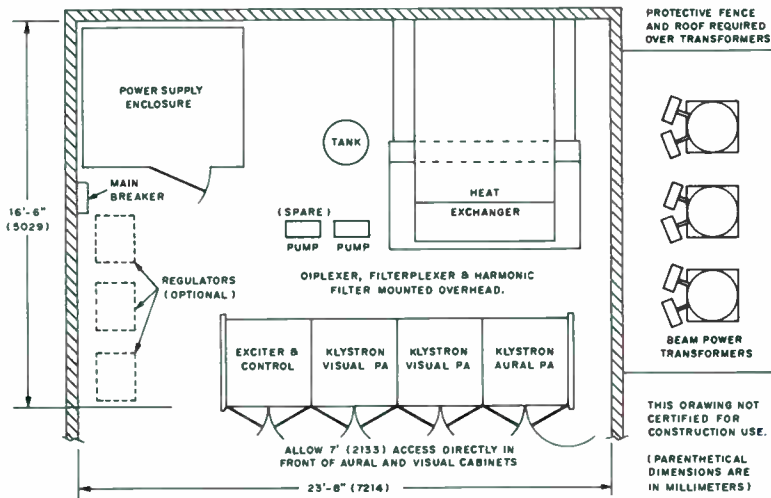 PROTECTIVE FENCE
AND ROOF REQUIRED
OVER TRANSFORMERS
POWER SUPPLY
ENCLOSURE
TANK
MAIN
BREAKER
HEAT
EXCHANGER
16'-6"
(5029)
(SPARE)
PUMP PUMP
REGULATORS
(OPTIONAL)
OIPLEXER, FILTERPLEXER & HARMONIC
FILTER MOUNTED OVERHEAD.
BEAM POWER
TRANSFORMERS
EXCITER &
CONTROL
KLYSTRON
VISUAL PA
KLYSTRON
VISUAL PA
KLYSTRON
AURAL PA
THIS DRAWING NOT
CERTIFIED FOR
CONSTRUCTION USE.
ALLOW 7' (2133) ACCESS DIRECTLY IN
FRONT OF AURAL AND VISUAL CABINETS
(PARENTHETICAL
DIMENSIONS ARE
IN MILLIMETERS)
23'-8" (7214)